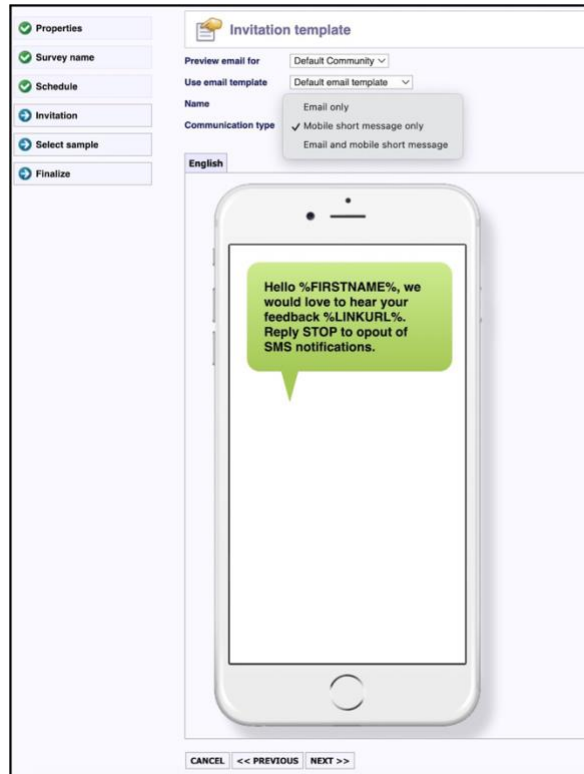 Properties
Survey name
Schedule
Invitation
Select sample
Finalize
Invitation template
Preview email for Default Community
Use email template Default email template
Name
Communication type
Email only
✓ Mobile short message only
Email and mobile short message
English
Hello %FIRSTNAME%, we
would love to hear your
feedback %LINKURL%.
Reply STOP to opout of
SMS notifications.
CANCEL << PREVIOUS NEXT >>